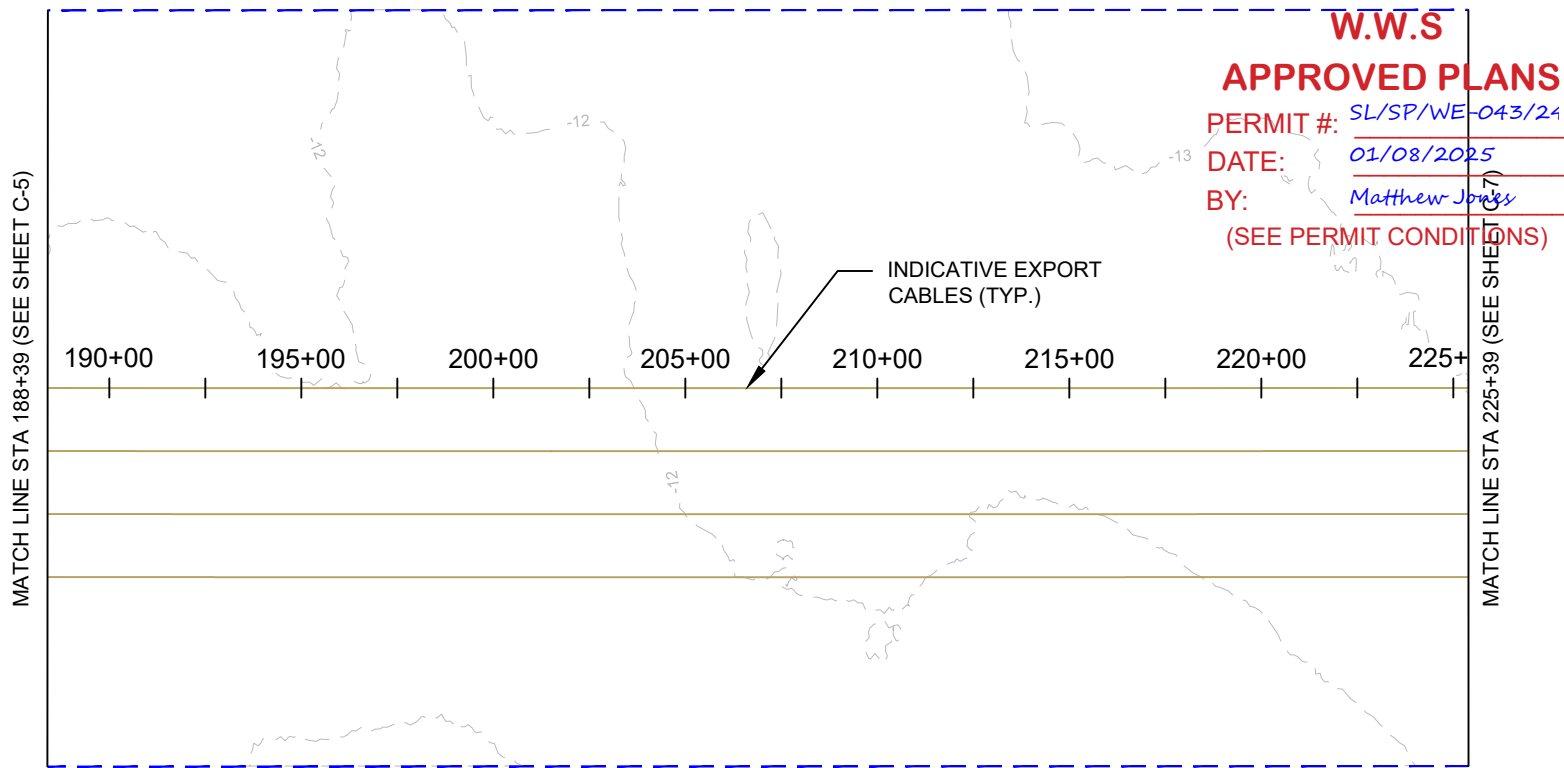 W.W.S
APPROVED PLANS
PERMIT #: SL/SP/WE-043/24
DATE: 01/08/2025
BY: Matthew Jones
(SEE PERMIT CONDITIONS)
-12
-12
-13
MATCH LINE STA 188+39 (SEE SHEET C-5)
INDICATIVE EXPORT
CABLES (TYP.)
190+00 195+00 200+00 205+00 210+00 215+00 220+00 225+
-12
MATCH LINE STA 225+39 (SEE SHEET C-7)